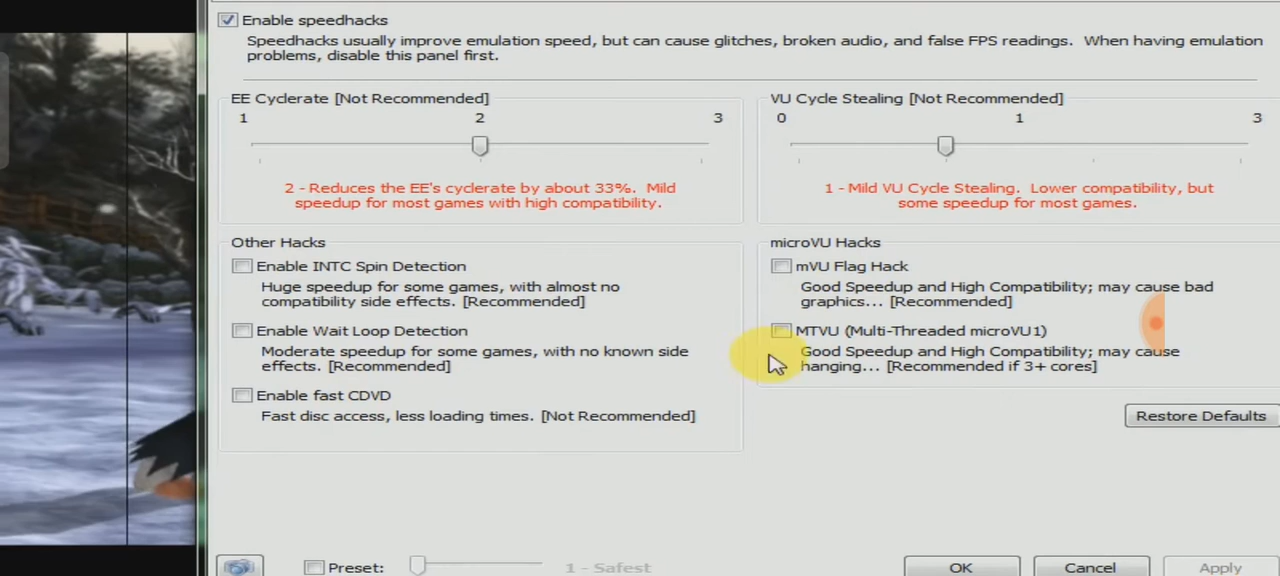 Enable speedhacks
Speedhacks usually improve emulation speed, but can cause glitches, broken audio, and false FPS readings. When having emulation
problems, disable this panel first.
EE Cyclerate [Not Recommended]
1 2 3
2 - Reduces the EE's cyclerate by about 33%. Mild
speedup for most games with high compatibility.
VU Cycle Stealing [Not Recommended]
0 1 3
1 - Mild VU Cycle Stealing. Lower compatibility, but
some speedup for most games.
Other Hacks
Enable INTC Spin Detection
Huge speedup for some games, with almost no
compatibility side effects. [Recommended]
Enable Wait Loop Detection
Moderate speedup for some games, with no known side
effects. [Recommended]
Enable fast CDVD
Fast disc access, less loading times. [Not Recommended]
microVU Hacks
mVU Flag Hack
Good Speedup and High Compatibility; may cause bad
graphics... [Recommended]
MTVU (Multi-Threaded microVU1)
Good Speedup and High Compatibility; may cause
hanging... [Recommended if 3+ cores]
Restore Defaults
Preset: 1 - Safest
OK Cancel Apply